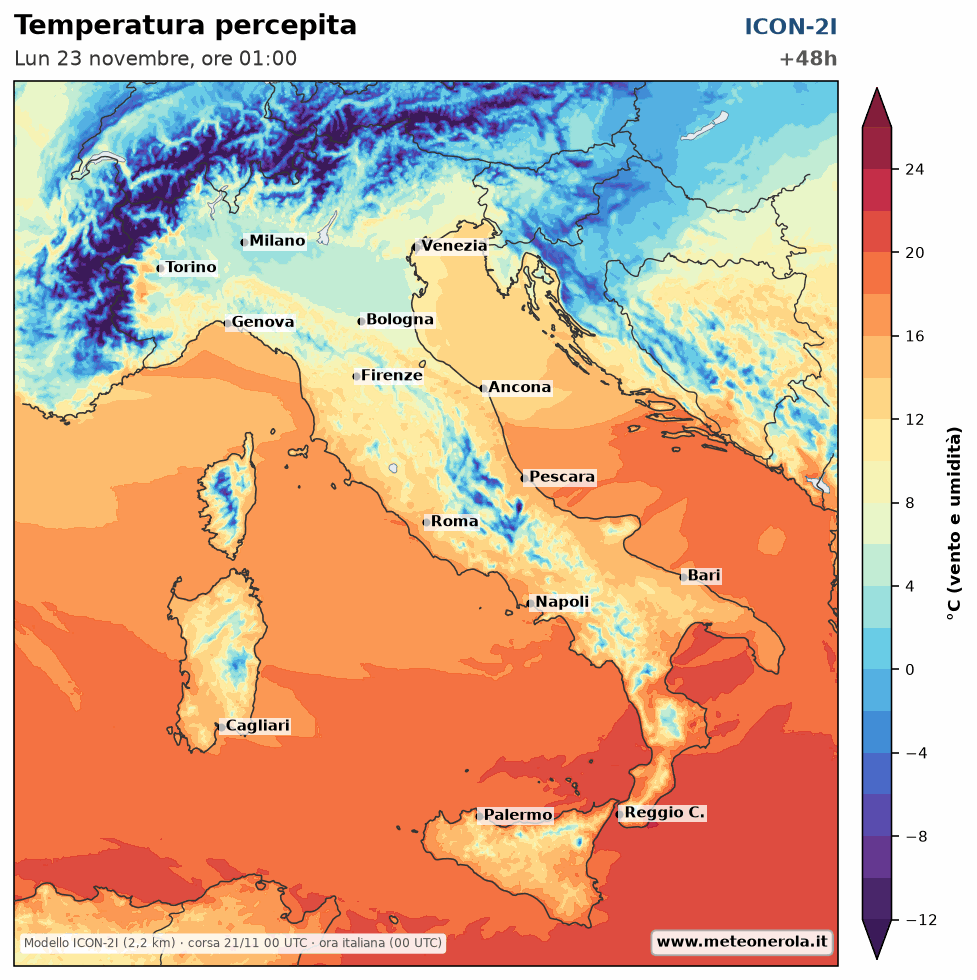 Temperatura percepita
ICON-2I
Lun 23 novembre, ore 01:00
+48h
Milano
Venezia
Torino
Genova
Bologna
Firenze
Ancona
Pescara
Roma
Bari
Napoli
Cagliari
Palermo
Reggio C.
24
20
16
12
8
4
0
−4
−8
−12
°C (vento e umidità)
Modello ICON-2I (2,2 km) · corsa 21/11 00 UTC · ora italiana (00 UTC)
www.meteonerola.it